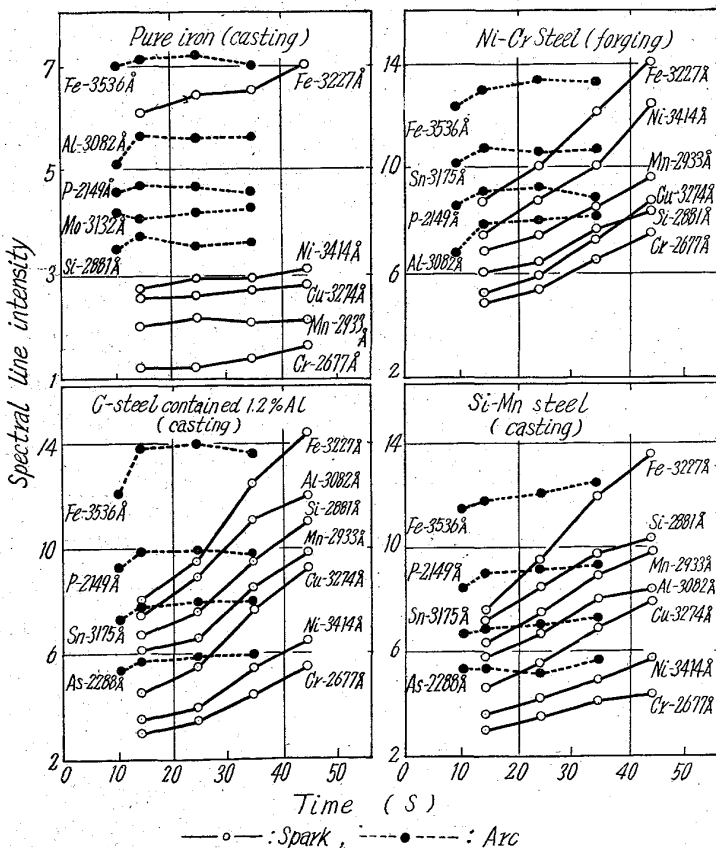 Pure iron (casting)
7
5
3
1
Fe-3536Å
Fe-3227Å
Al-3082Å
P-2149Å
Mo-3132Å
Si-2881Å
Ni-3414Å
Cu-3274Å
Mn-2933Å
Cr-2677Å
Ni-Cr Steel (forging)
14
10
6
2
Fe-3227Å
Ni-3414Å
Fe-3536Å
Mn-2933Å
Sn-3175Å
Cu-3274Å
Si-2881Å
P-2149Å
Cr-2677Å
Al-3082Å
Spectral line intensity
C-steel contained 1.2%Al
(casting)
14
10
6
2
0 10 20 30 40 50
Fe-3227Å
Al-3082Å
Si-2881Å
Fe-3536Å
Mn-2933Å
Cu-3274Å
P-2149Å
Ni-3414Å
Sn-3175Å
As-2288Å
Cr-2677Å
Si-Mn steel
(casting)
14
10
6
2
0 10 20 30 40 50
Fe-3227Å
Fe-3536Å
Si-2881Å
Mn-2933Å
P-2149Å
Al-3082Å
Cu-3274Å
Sn-3175Å
Ni-3414Å
As-2288Å
Cr-2677Å
Time (S)
: Spark, : Arc